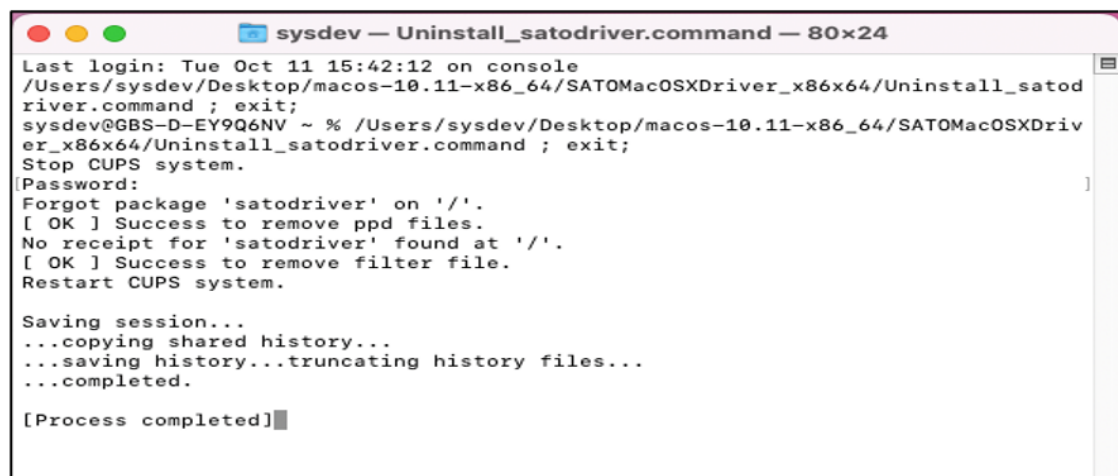 sysdev — Uninstall_satodriver.command — 80×24
Last login: Tue Oct 11 15:42:12 on console
/Users/sysdev/Desktop/macos-10.11-x86_64/SATOMacOSXDriver_x86x64/Uninstall_satod
river.command ; exit;
sysdev@GBS-D-EY9Q6NV ~ % /Users/sysdev/Desktop/macos-10.11-x86_64/SATOMacOSXDriv
er_x86x64/Uninstall_satodriver.command ; exit;
Stop CUPS system.
[Password: ]
Forgot package 'satodriver' on '/'.
[ OK ] Success to remove ppd files.
No receipt for 'satodriver' found at '/'.
[ OK ] Success to remove filter file.
Restart CUPS system.
Saving session...
...copying shared history...
...saving history...truncating history files...
...completed.
[Process completed]